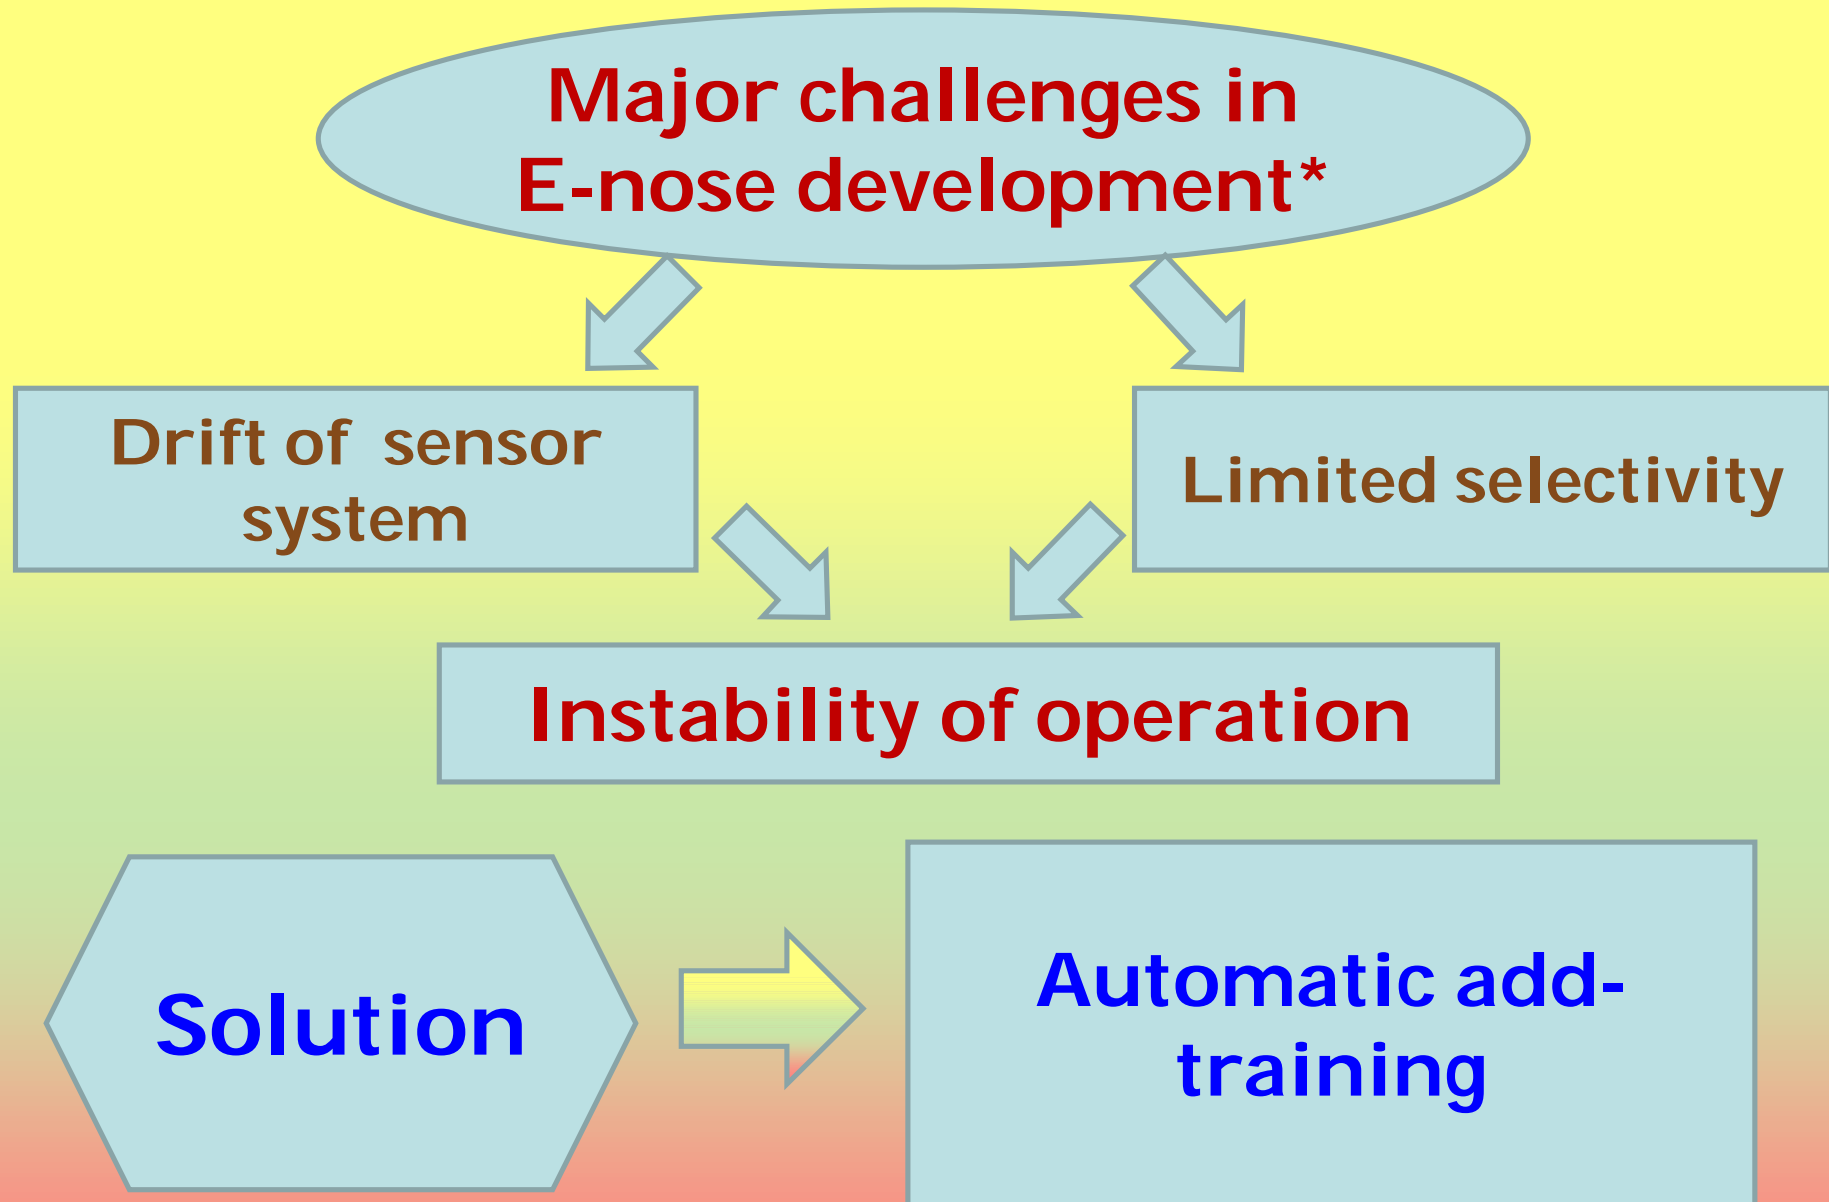 Major challenges in
E-nose development*
Drift of sensor
system
Limited selectivity
Instability of operation
Solution
Automatic add-
training